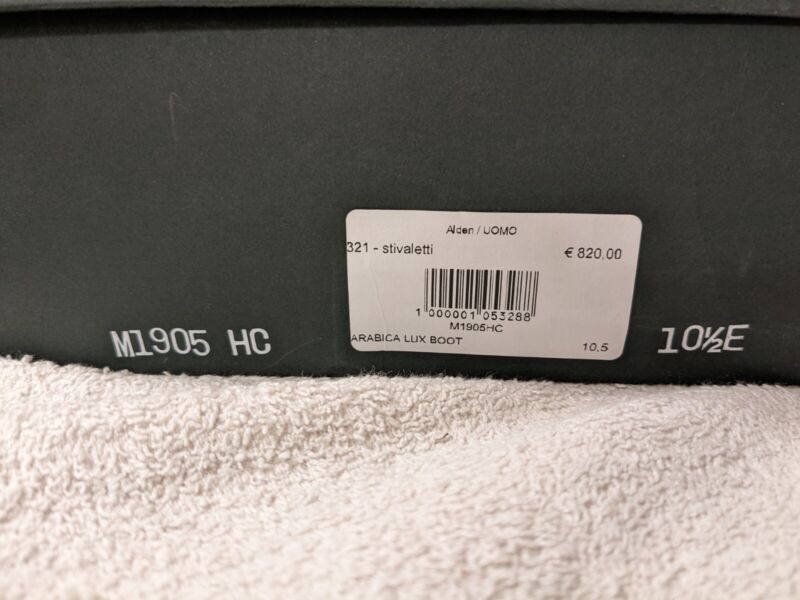 Alden / UOMO
321 - stivaletti € 820,00
1 000001 053288
M1905HC
ARABICA LUX BOOT 10,5
M1905 HC
10½E